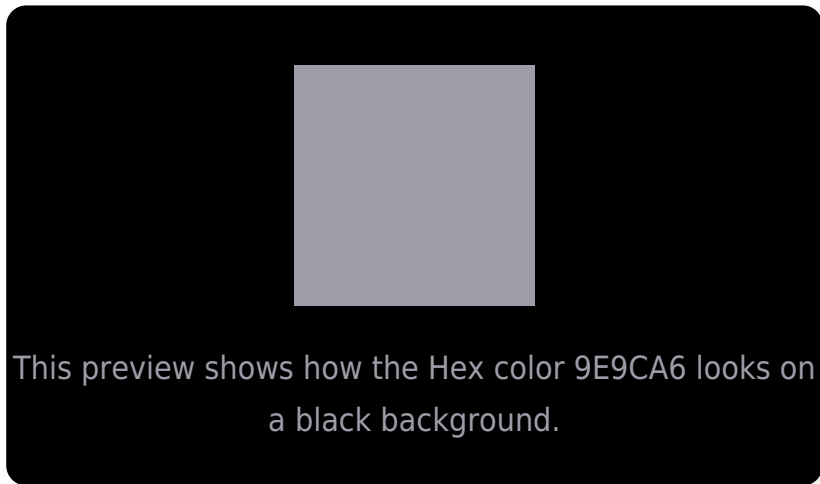 This preview shows how the Hex color 9E9CA6 looks on
a black background.